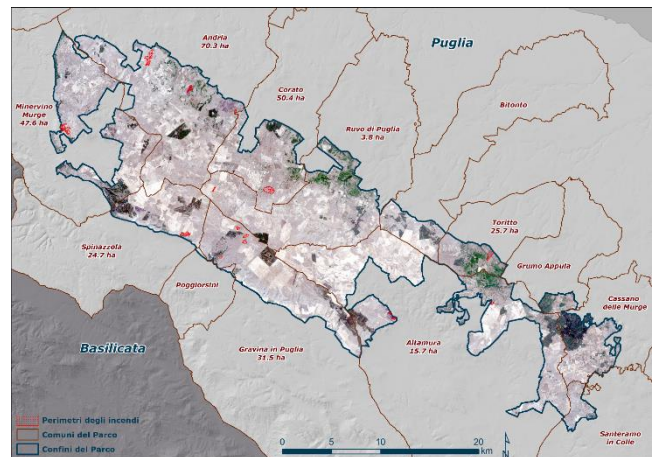 Andria
70.3 ha
Puglia
Corato
50.4 ha
Bitonto
Minervino
Murge
47.6 ha
Ruvo di Puglia
3.8 ha
Toritto
25.7 ha
Spinazzola
24.7 ha
Grumo Appula
Poggiorsini
Cassano
delle Murge
Basilicata
Gravina in Puglia
31.5 ha
Altamura
15.7 ha
Santeramo
in Colle
Perimetri degli incendi
Comuni del Parco
Confini del Parco
0 5 10 20
km
N